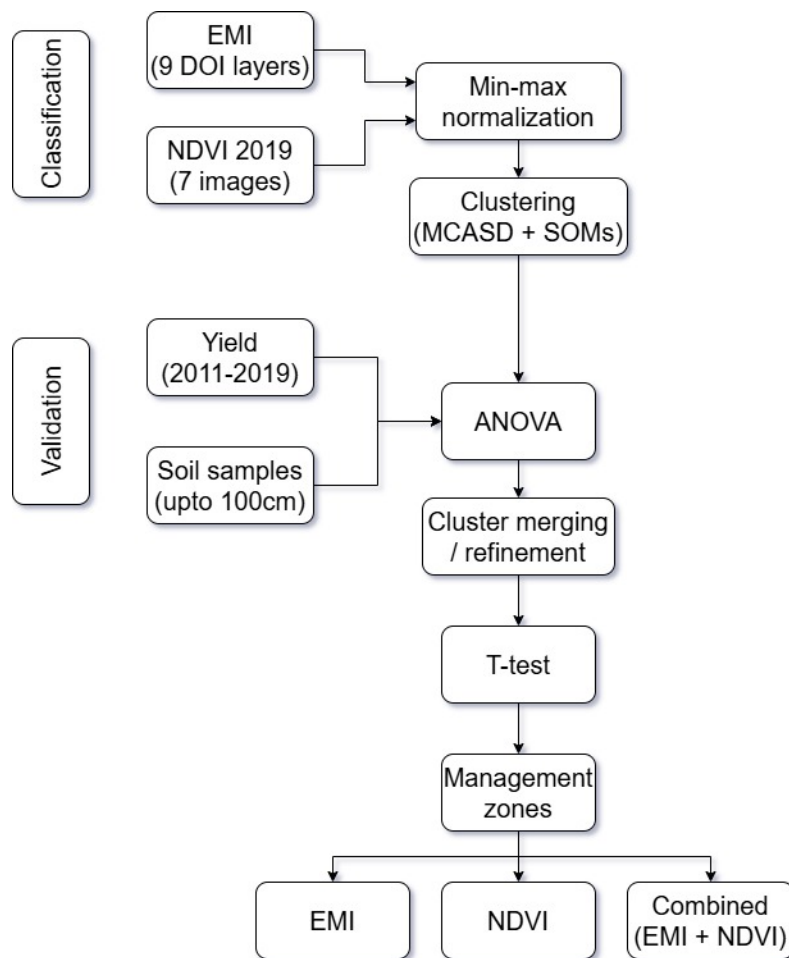 Classification
EMI
(9 DOI layers)
NDVI 2019
(7 images)
Min-max
normalization
Clustering
(MCASD + SOMs)
Validation
Yield
(2011-2019)
Soil samples
(upto 100cm)
ANOVA
Cluster merging
/ refinement
T-test
Management
zones
EMI
NDVI
Combined
(EMI + NDVI)